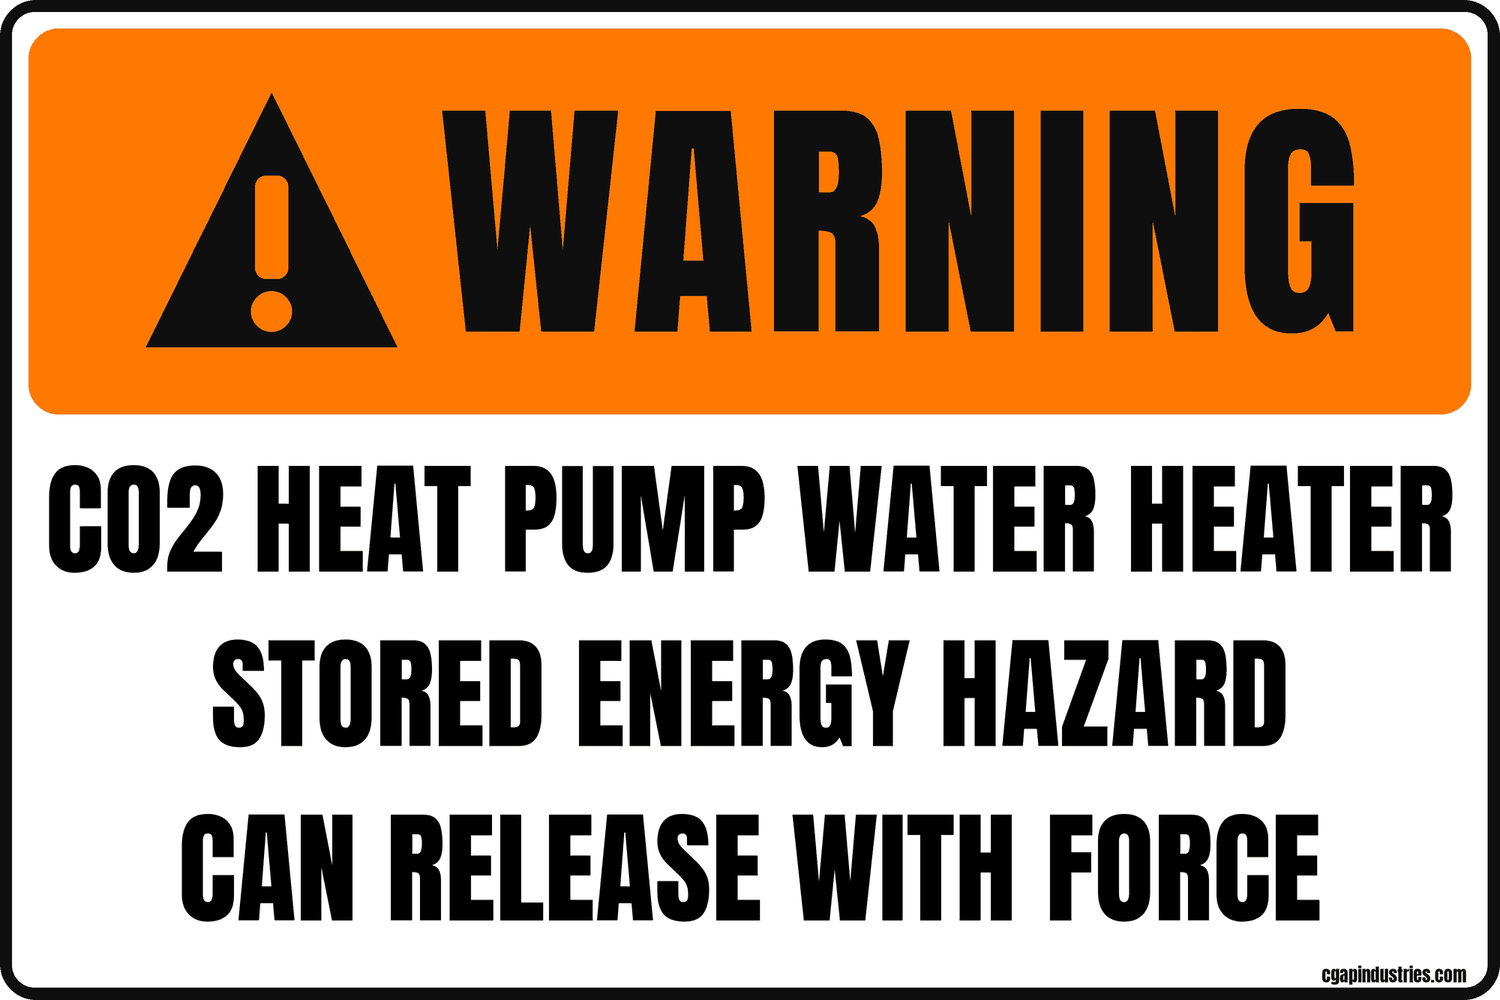 WARNING
CO2 HEAT PUMP WATER HEATER
STORED ENERGY HAZARD
CAN RELEASE WITH FORCE
cgapindustries.com